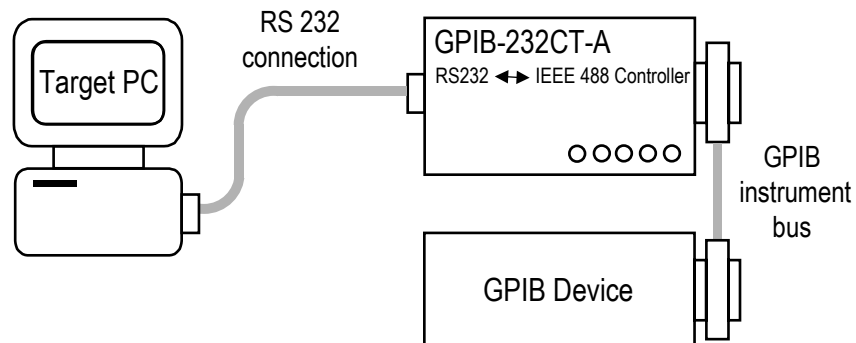 RS 232
connection
Target PC
GPIB-232CT-A
RS232 ↔ IEEE 488 Controller
GPIB
instrument
bus
GPIB Device